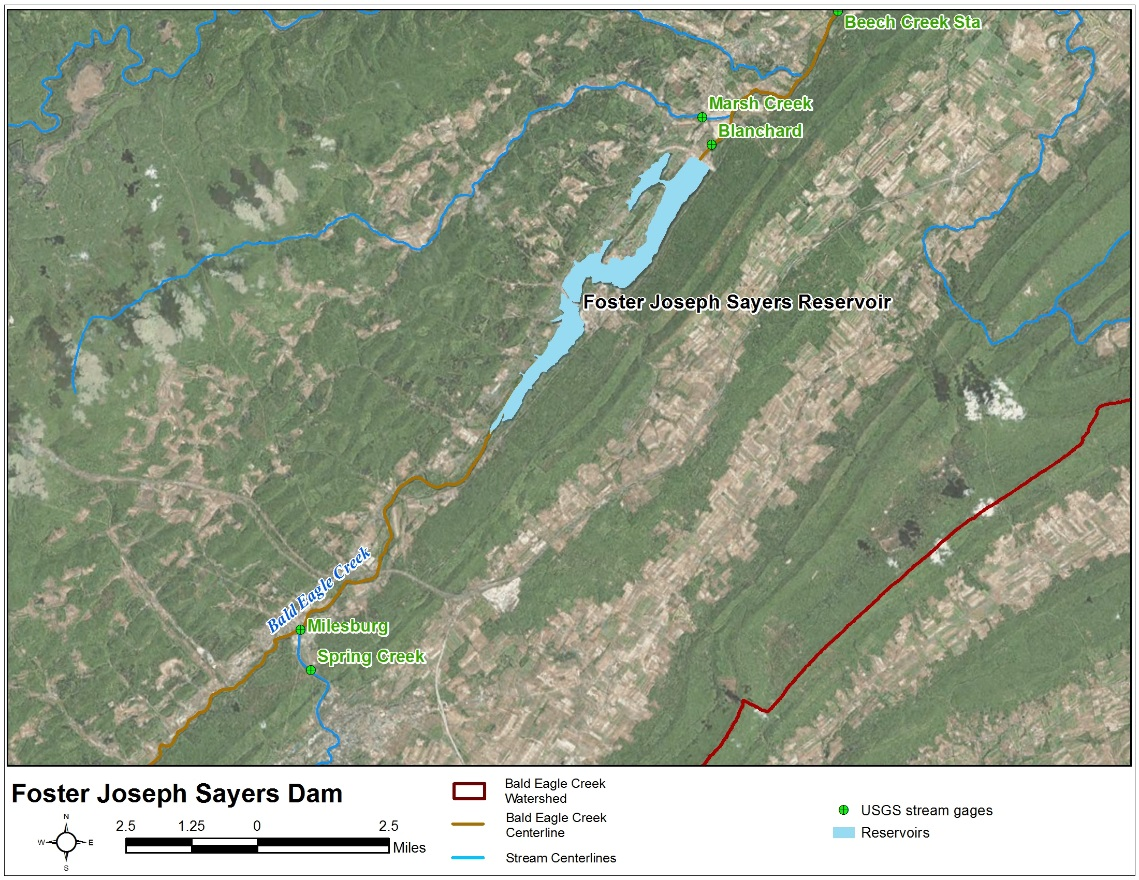 Beech Creek Sta
Marsh Creek
Blanchard
Foster Joseph Sayers Reservoir
Bald Eagle Creek
Milesburg
Spring Creek
Foster Joseph Sayers Dam
N
W E
S
2.5 1.25 0 2.5
Miles
Bald Eagle Creek
Watershed
Bald Eagle Creek
Centerline
Stream Centerlines
USGS stream gages
Reservoirs